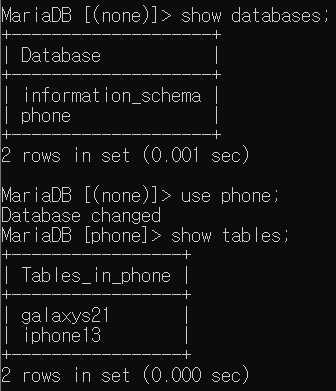 MariaDB [(none)]> show databases;
+--------------------+
| Database           |
+--------------------+
| information_schema |
| phone              |
+--------------------+
2 rows in set (0.001 sec)

MariaDB [(none)]> use phone;
Database changed
MariaDB [phone]> show tables;
+-----------------+
| Tables_in_phone |
+-----------------+
| galaxys21       |
| iphone13        |
+-----------------+
2 rows in set (0.000 sec)